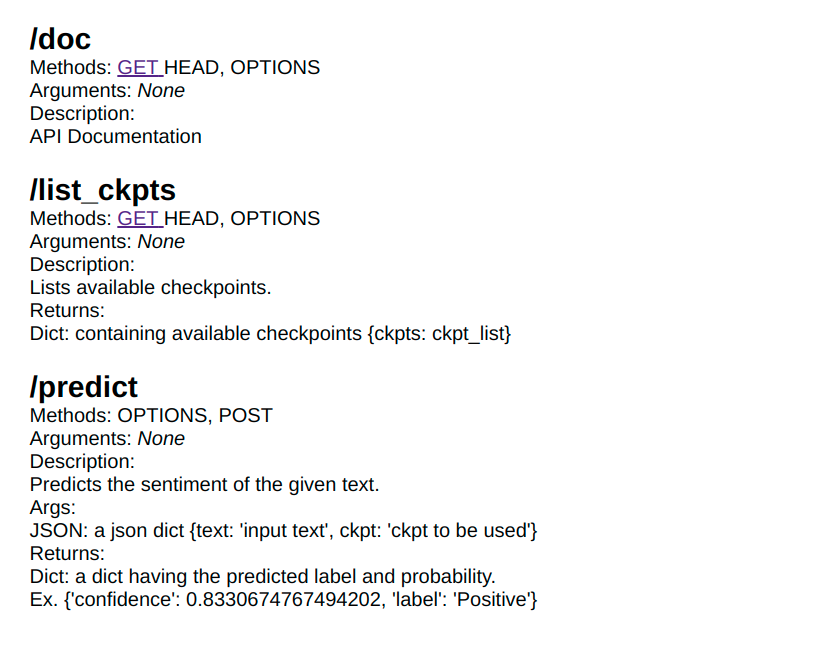 /doc
Methods: GET HEAD, OPTIONS
Arguments: None
Description:
API Documentation
/list_ckpts
Methods: GET HEAD, OPTIONS
Arguments: None
Description:
Lists available checkpoints.
Returns:
Dict: containing available checkpoints {ckpts: ckpt_list}
/predict
Methods: OPTIONS, POST
Arguments: None
Description:
Predicts the sentiment of the given text.
Args:
JSON: a json dict {text: 'input text', ckpt: 'ckpt to be used'}
Returns:
Dict: a dict having the predicted label and probability.
Ex. {'confidence': 0.8330674767494202, 'label': 'Positive'}